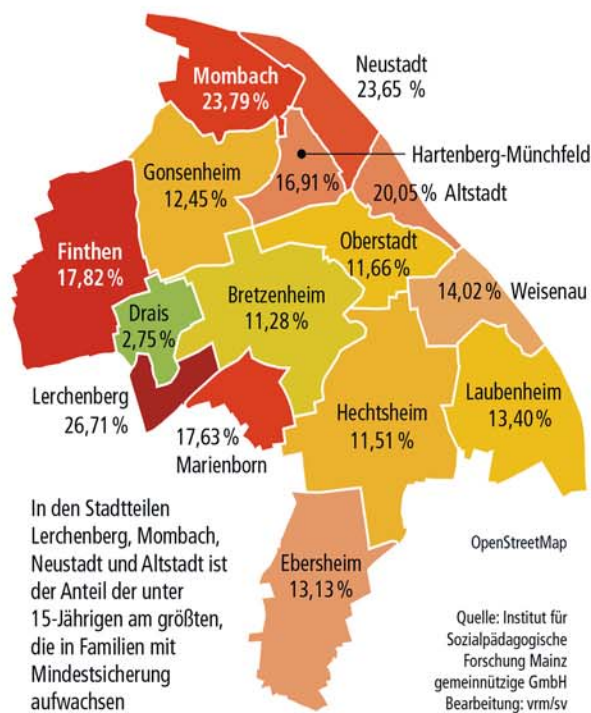 Mombach
23,79 %
Neustadt
23,65 %
Hartenberg-Münchfeld
16,91 %
Gonsenheim
12,45 %
20,05 % Altstadt
Finthen
17,82 %
Oberstadt
11,66 %
Drais
2,75 %
Bretzenheim
11,28 %
14,02 % Weisenau
Lerchenberg
26,71 %
17,63 %
Marienborn
Hechtsheim
11,51 %
Laubenheim
13,40 %
Ebersheim
13,13 %
In den Stadtteilen
Lerchenberg, Mombach,
Neustadt und Altstadt ist
der Anteil der unter
15-Jährigen am größten,
die in Familien mit
Mindestsicherung
aufwachsen
OpenStreetMap
Quelle: Institut für
Sozialpädagogische
Forschung Mainz
gemeinnützige GmbH
Bearbeitung: vrm/sv